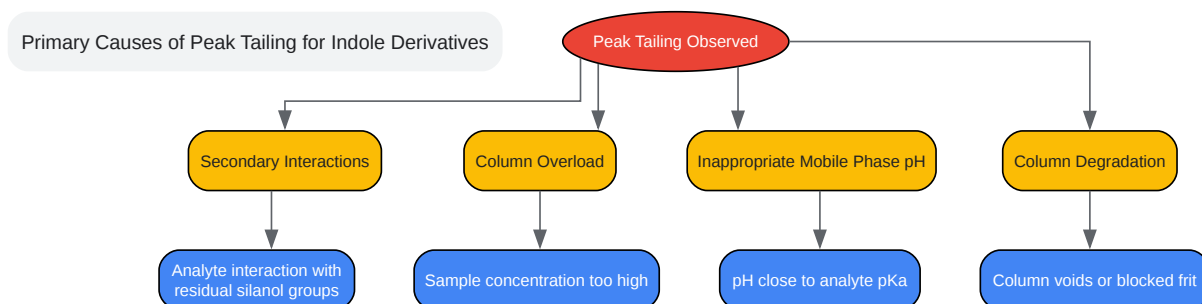 Primary Causes of Peak Tailing for Indole Derivatives
Peak Tailing Observed
Secondary Interactions
Column Overload
Inappropriate Mobile Phase pH
Column Degradation
Analyte interaction with
residual silanol groups
Sample concentration too high
pH close to analyte pKa
Column voids or blocked frit